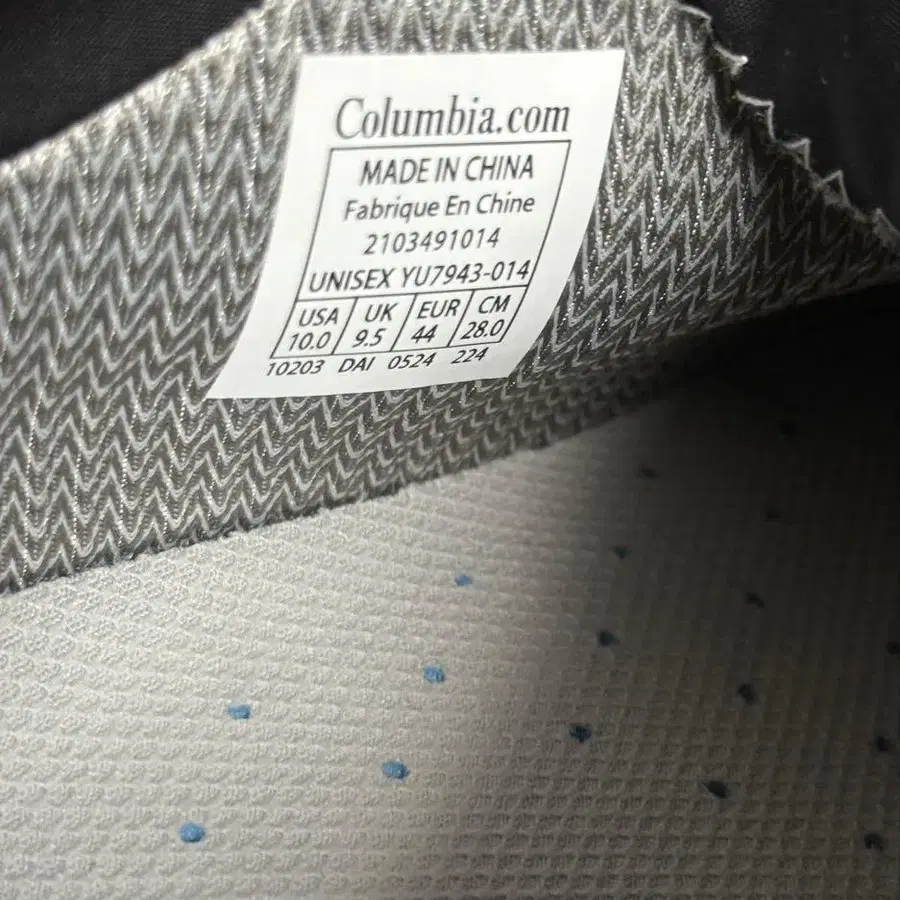 Columbia.com
MADE IN CHINA
Fabrique En Chine
2103491014
UNISEX YU7943-014
USA UK EUR CM
10.0 9.5 44 28.0
10203 DAI 0524 224